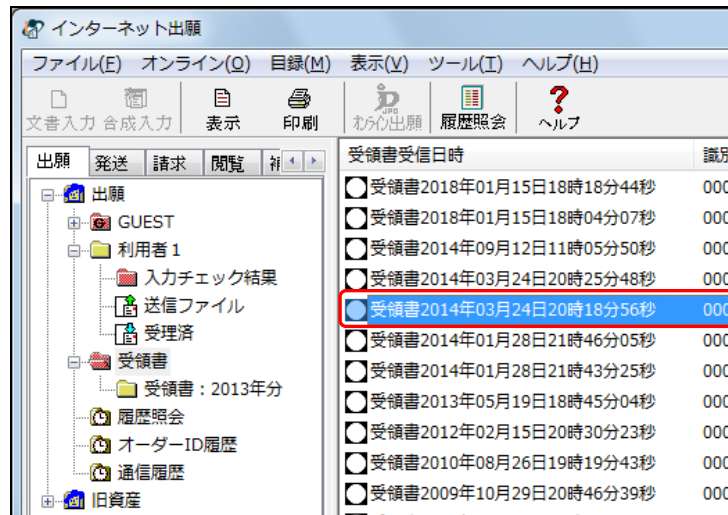 インターネット出願
ファイル(F) オンライン(O) 目録(M) 表示(V) ツール(T) ヘルプ(H)
文書入力 合成入力 表示 印刷 オンライン出願 履歴照会 ヘルプ
出願 発送 請求 閲覧
受領書受信日時
出願
GUEST
利用者1
入力チェック結果
送信ファイル
受理済
受領書
受領書：2013年分
履歴照会
オーダーID履歴
通信履歴
旧資産
受領書2018年01月15日18時18分44秒 000
受領書2018年01月15日18時04分07秒 000
受領書2014年09月12日11時05分50秒 000
受領書2014年03月24日20時25分48秒 000
受領書2014年03月24日20時18分56秒 000
受領書2014年01月28日21時46分05秒 000
受領書2014年01月28日21時43分25秒 000
受領書2013年05月19日18時45分04秒 000
受領書2012年02月15日20時30分23秒 000
受領書2010年08月26日19時19分43秒 000
受領書2009年10月29日20時46分39秒 000